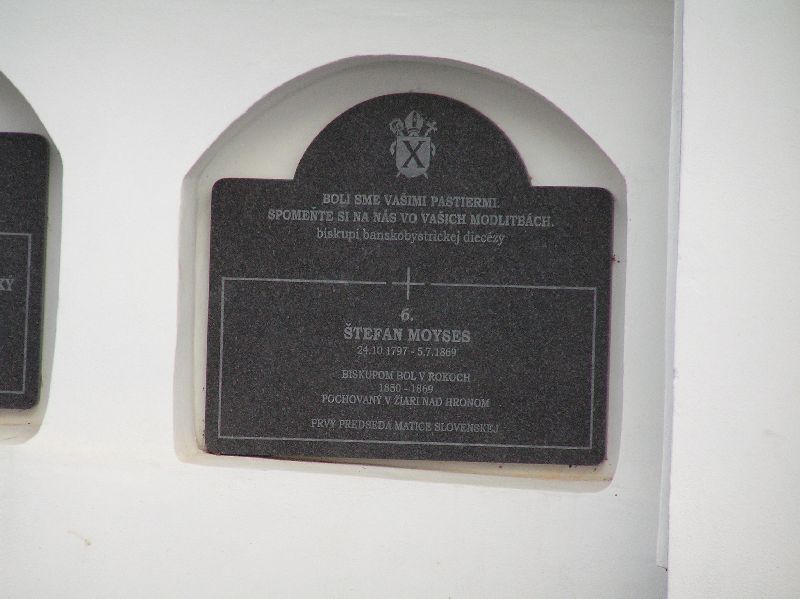 X
BOLI SME VAŠIMI PASTIERMI.
SPOMEŇTE SI NA NÁS VO VAŠICH MODLITBÁCH.
biskupi banskobystrickej diecézy
6.
ŠTEFAN MOYSES
24.10.1797 - 5.7.1869
BISKUPOM BOL V ROKOCH
1850 - 1869
POCHOVANÝ V ŽIARI NAD HRONOM
PRVÝ PREDSEDA MATICE SLOVENSKEJ